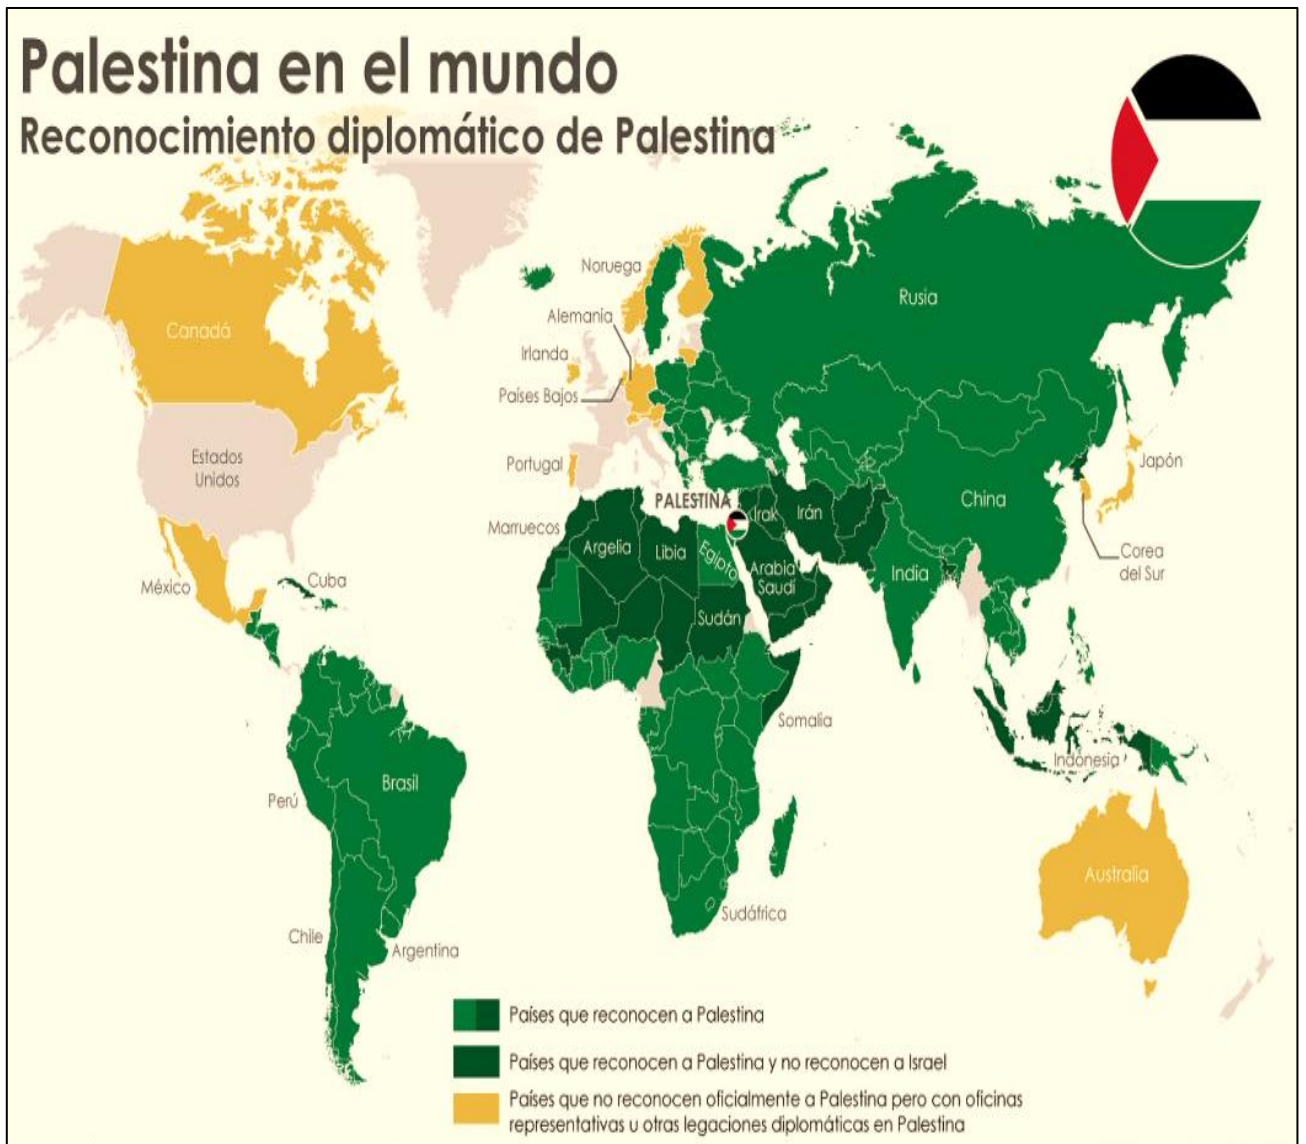 Palestina en el mundo
Reconocimiento diplomático de Palestina
Noruega
Rusia
Alemania
Canadá
Irlanda
Países Bajos
Estados
Unidos
Portugal
Japón
PALESTINA
Irak
Irán
China
Marruecos
Argelia
Libia
Egipto
Corea
del Sur
Arabia
Saudí
India
México
Cuba
Sudán
Somalia
Indonesia
Perú
Brasil
Australia
Sudáfrica
Chile
Argentina
Países que reconocen a Palestina
Países que reconocen a Palestina y no reconocen a Israel
Países que no reconocen oficialmente a Palestina pero con oficinas
representativas u otras legaciones diplomáticas en Palestina